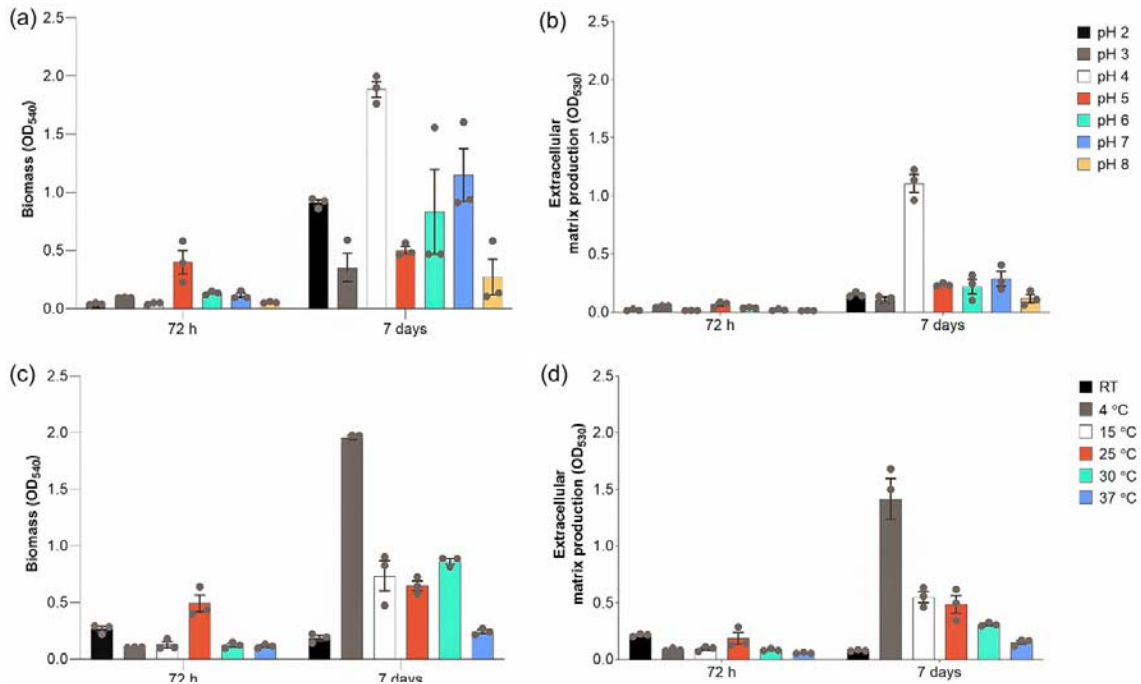 (a)
2.5
2.0
1.5
1.0
0.5
0.0
Biomass (OD540)
72 h
7 days
(b)
2.5
2.0
1.5
1.0
0.5
0.0
Extracellular
matrix production (OD530)
72 h
7 days
pH 2
pH 3
pH 4
pH 5
pH 6
pH 7
pH 8
(c)
2.5
2.0
1.5
1.0
0.5
0.0
Biomass (OD540)
72 h
7 days
(d)
2.5
2.0
1.5
1.0
0.5
0.0
Extracellular
matrix production (OD530)
72 h
7 days
RT
4 °C
15 °C
25 °C
30 °C
37 °C